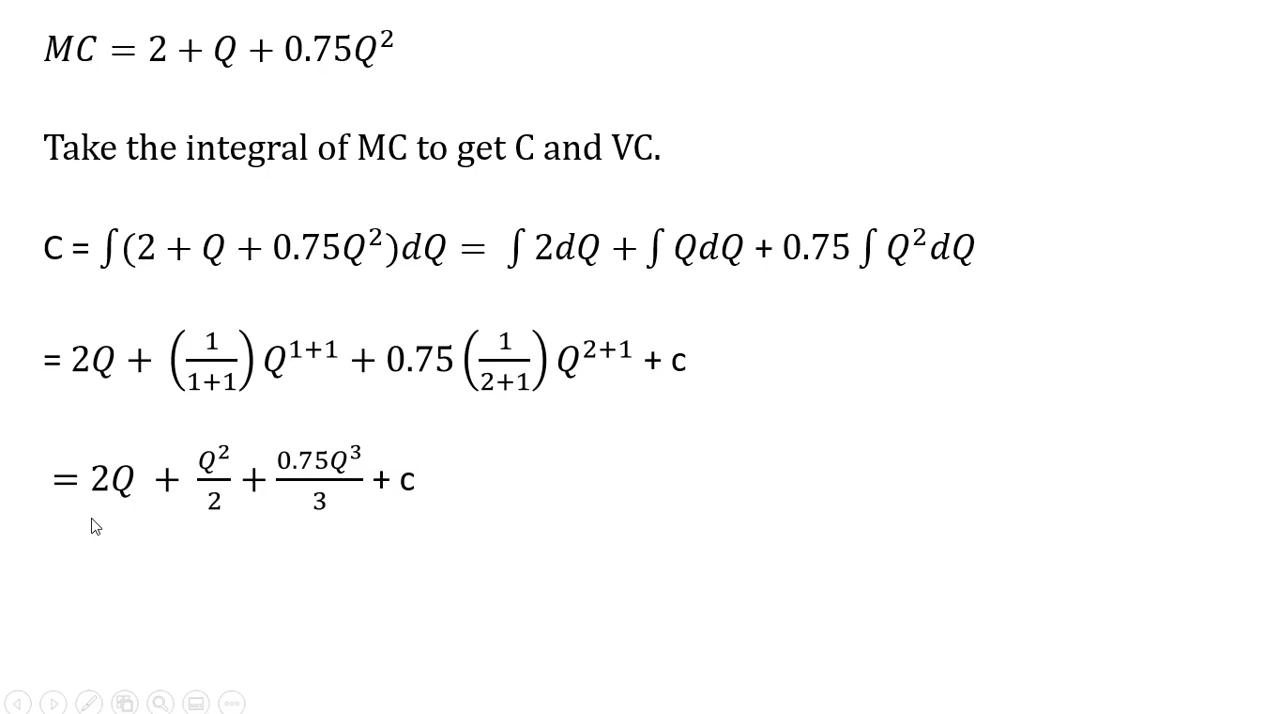 MC = 2 + Q + 0.75Q²
Take the integral of MC to get C and VC.
C = ∫(2 + Q + 0.75Q²)dQ = ∫ 2dQ + ∫ QdQ + 0.75 ∫ Q²dQ
= 2Q + (1/(1+1)) Q¹⁺¹ + 0.75 (1/(2+1)) Q²⁺¹ + c
= 2Q + Q²/2 + 0.75Q³/3 + c